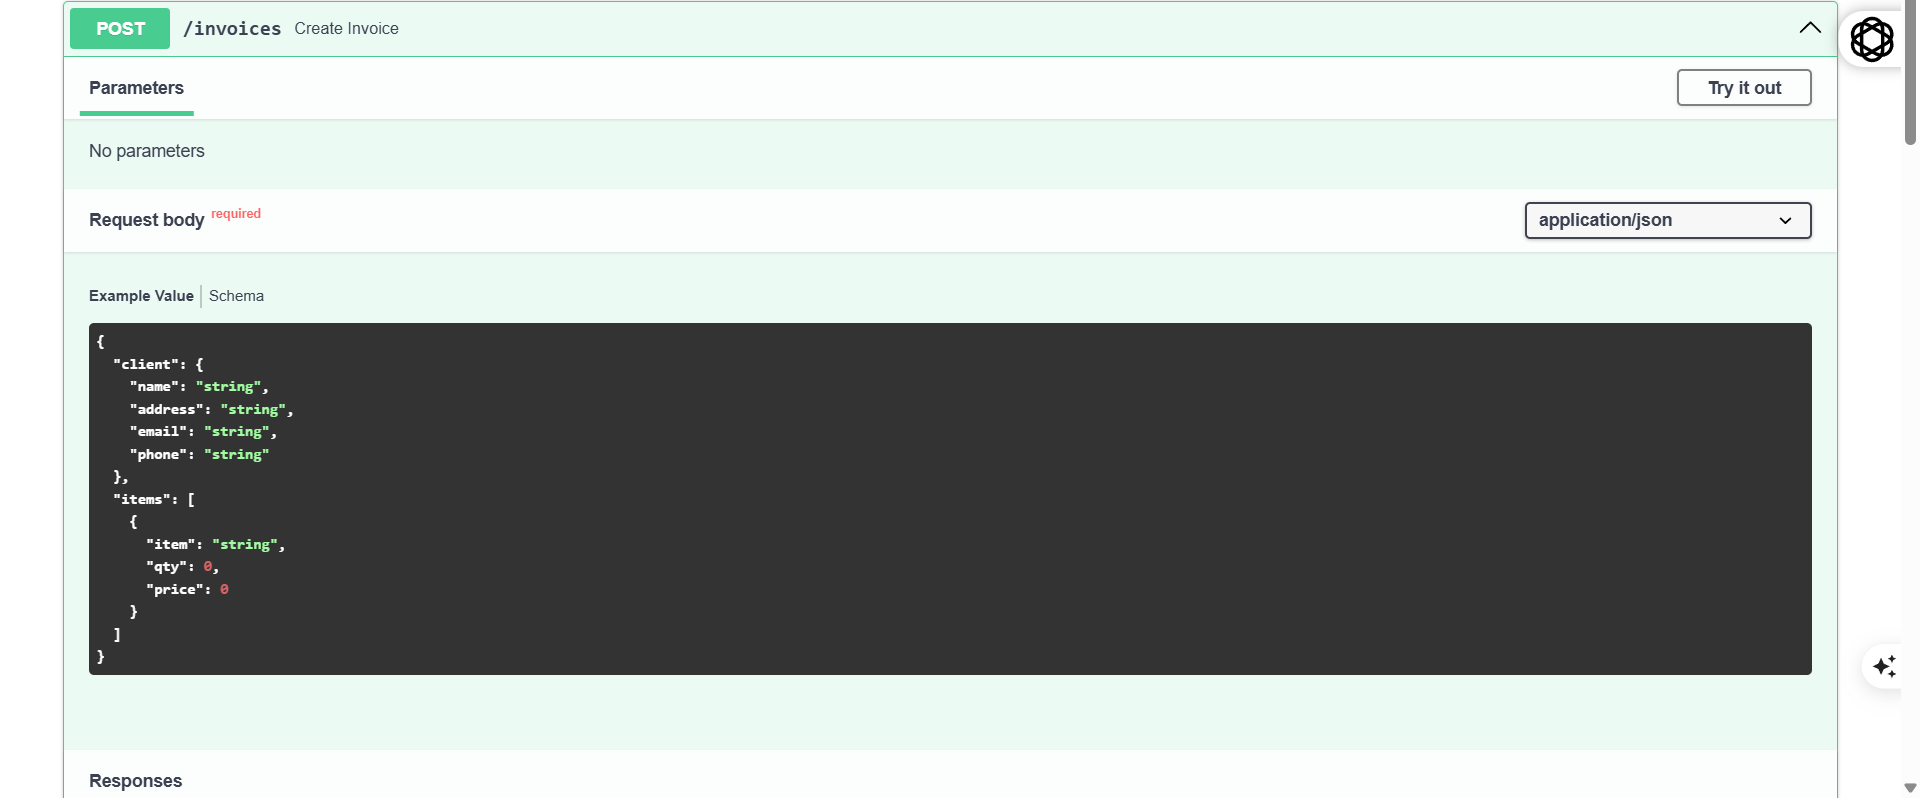 POST /invoices Create Invoice
Parameters
Try it out
No parameters
Request body required
application/json
Example Value Schema
{
  "client": {
    "name": "string",
    "address": "string",
    "email": "string",
    "phone": "string"
  },
  "items": [
    {
      "item": "string",
      "qty": 0,
      "price": 0
    }
  ]
}
Responses